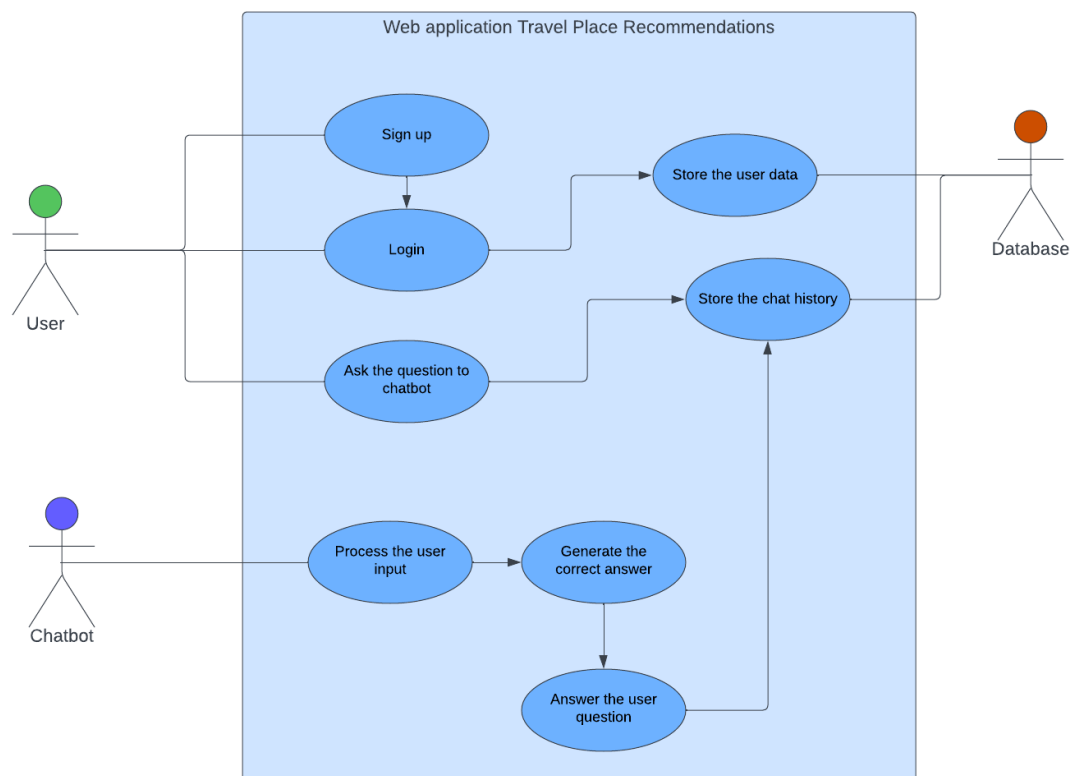 Web application Travel Place Recommendations
Sign up
Store the user data
Login
Database
Store the chat history
User
Ask the question to
chatbot
Process the user
input
Generate the
correct answer
Chatbot
Answer the user
question